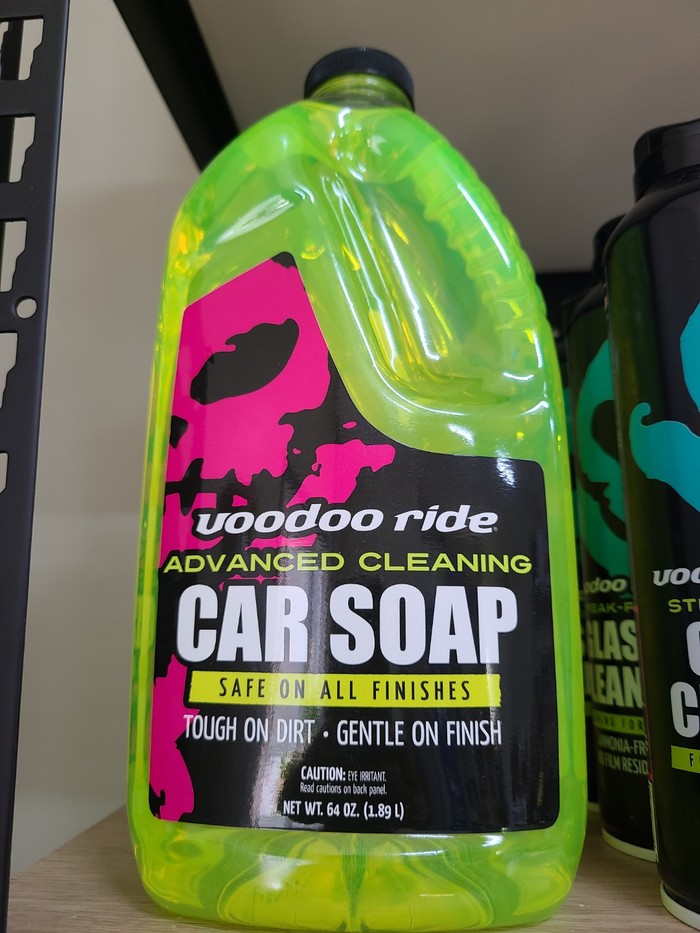 voodoo ride
ADVANCED CLEANING
CAR SOAP
SAFE ON ALL FINISHES
TOUGH ON DIRT • GENTLE ON FINISH
CAUTION: EYE IRRITANT.
Read cautions on back panel.
NET WT. 64 OZ. (1.89 L)